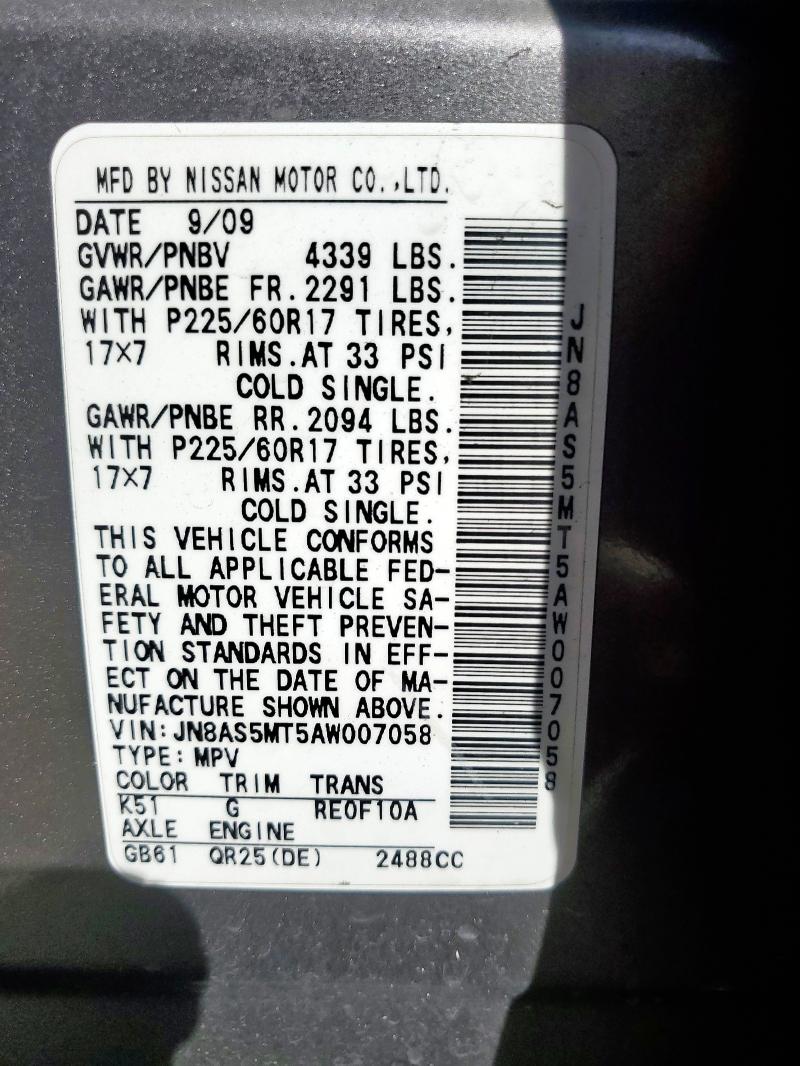 MFD BY NISSAN MOTOR CO.,LTD.
DATE 9/09
GVWR/PNBV 4339 LBS.
GAWR/PNBE FR.2291 LBS.
WITH P225/60R17 TIRES,
17X7 RIMS.AT 33 PSI
COLD SINGLE.
GAWR/PNBE RR.2094 LBS.
WITH P225/60R17 TIRES,
17X7 RIMS.AT 33 PSI
COLD SINGLE.
THIS VEHICLE CONFORMS
TO ALL APPLICABLE FED-
ERAL MOTOR VEHICLE SA-
FETY AND THEFT PREVEN-
TION STANDARDS IN EFF-
ECT ON THE DATE OF MA-
NUFACTURE SHOWN ABOVE.
VIN:JN8AS5MT5AW007058
TYPE:MPV
COLOR TRIM TRANS
K51 G RE0F10A
AXLE ENGINE
GB61 QR25(DE) 2488CC
JN8AS5MT5AW007058